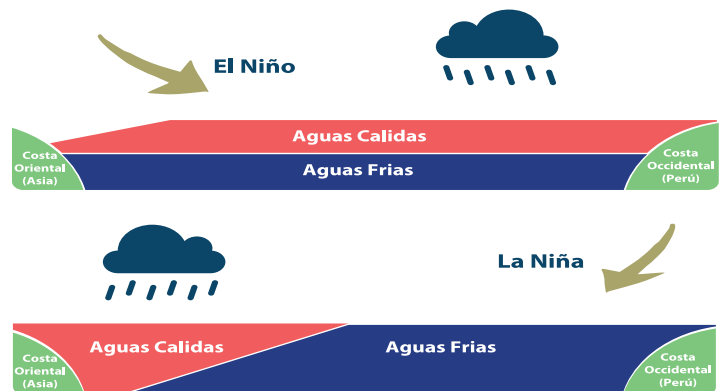 El Niño
Aguas Calidas
Aguas Frias
Costa
Oriental
(Asia)
Costa
Occidental
(Perú)
La Niña
Aguas Calidas
Aguas Frias
Costa
Oriental
(Asia)
Costa
Occidental
(Perú)